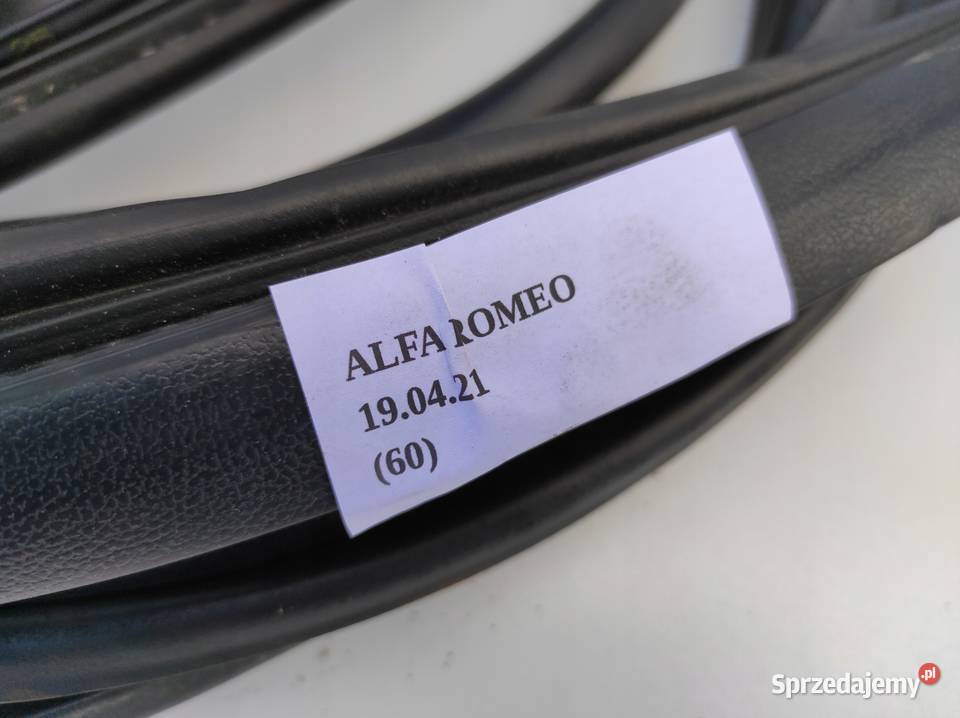 ALFA ROMEO
19.04.21
(60)
Sprzedajemy.pl